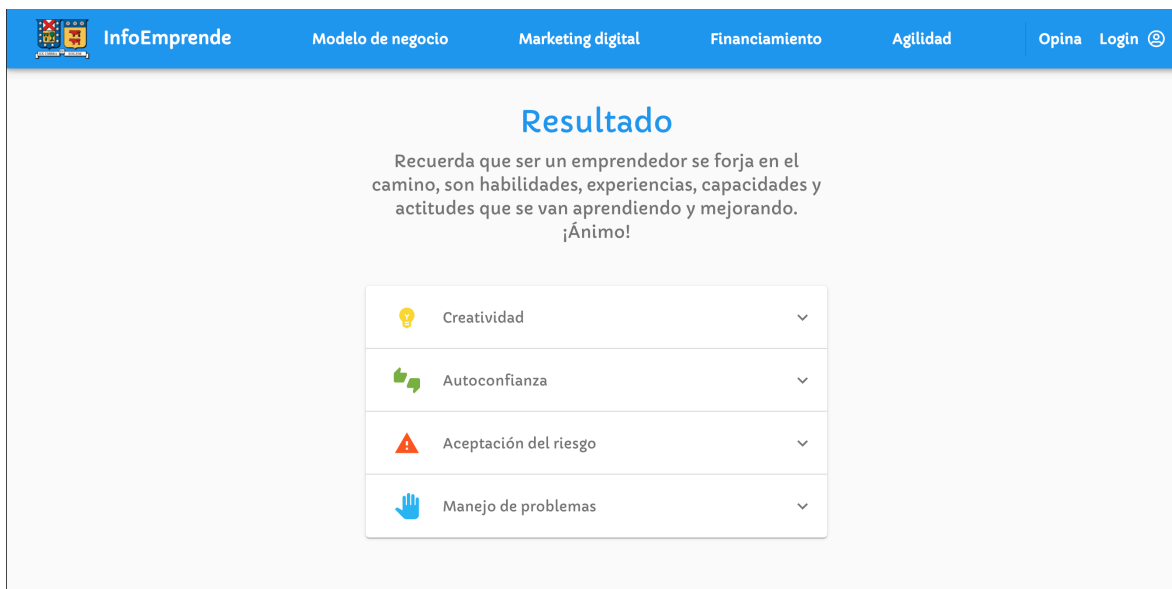 InfoEmprende
Modelo de negocio
Marketing digital
Financiamiento
Agilidad
Opina
Login
Resultado
Recuerda que ser un emprendedor se forja en el
camino, son habilidades, experiencias, capacidades y
actitudes que se van aprendiendo y mejorando.
¡Ánimo!
Creatividad
Autoconfianza
Aceptación del riesgo
Manejo de problemas